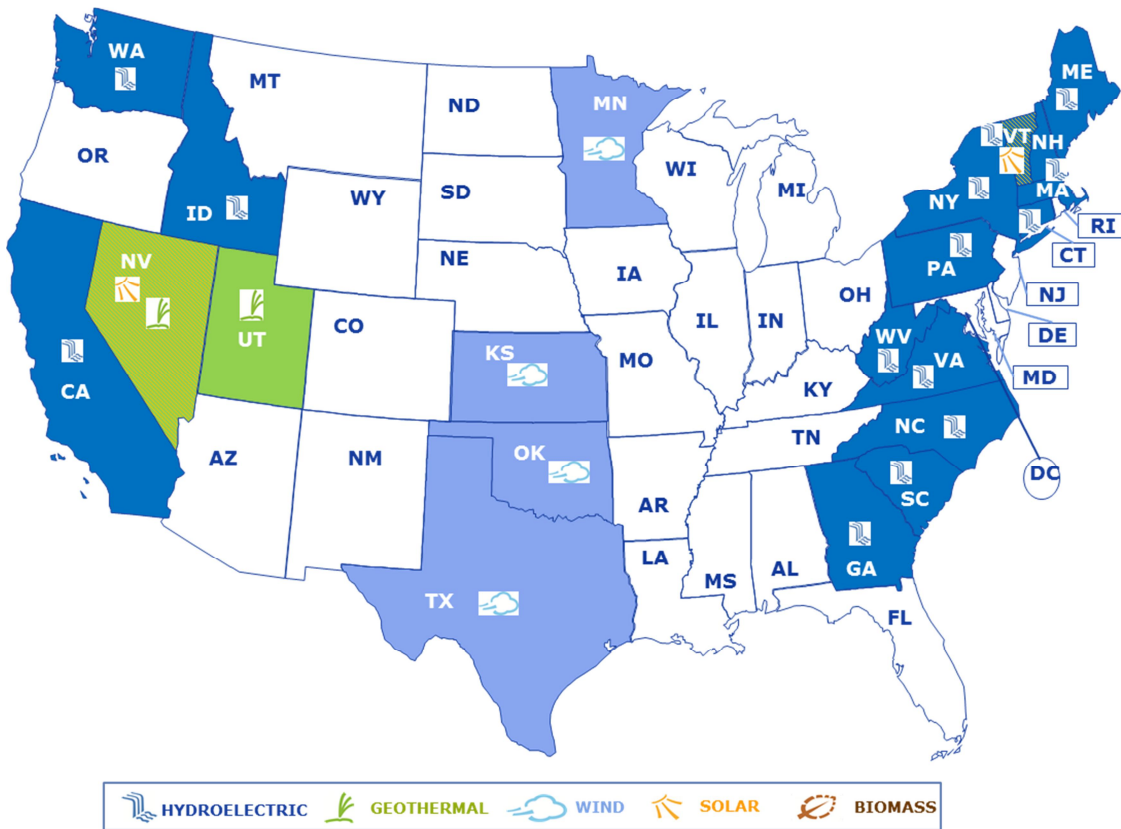 WA
MT
ND
MN
ME
OR
ID
WY
SD
WI
MI
VT
NH
NY
MA
RI
CT
NV
UT
NE
IA
PA
NJ
OH
DE
CO
KS
MO
IL
IN
WV
VA
MD
CA
KY
NC
AZ
NM
OK
TN
DC
AR
SC
LA
MS
AL
GA
TX
FL
HYDROELECTRIC GEOTHERMAL WIND SOLAR BIOMASS